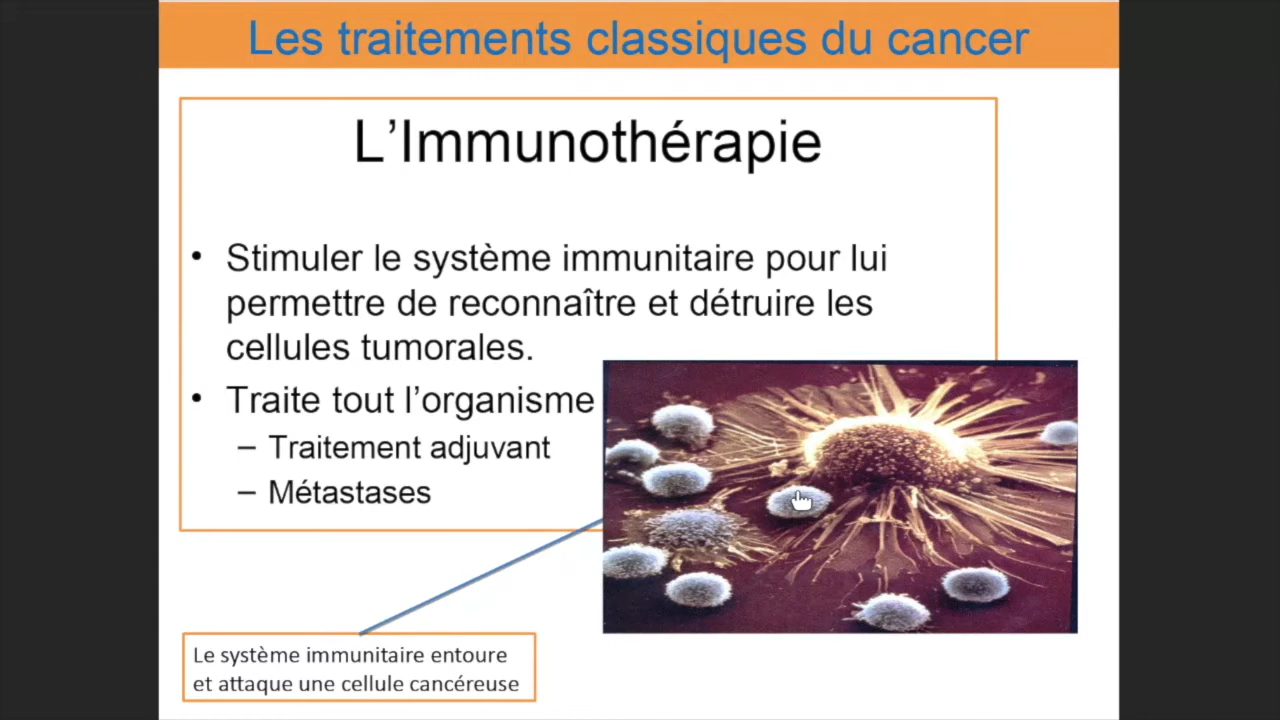 Les traitements classiques du cancer
L’Immunothérapie
• Stimuler le système immunitaire pour lui
permettre de reconnaître et détruire les
cellules tumorales.
• Traite tout l’organisme
– Traitement adjuvant
– Métastases
Le système immunitaire entoure
et attaque une cellule cancéreuse